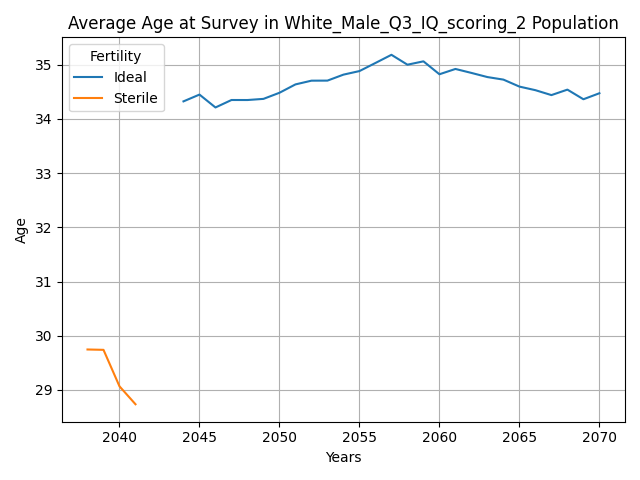 Average Age at Survey in White_Male_Q3_IQ_scoring_2 Population
Fertility
Ideal
Sterile
35
34
33
32
31
30
29
Age
2040 2045 2050 2055 2060 2065 2070
Years